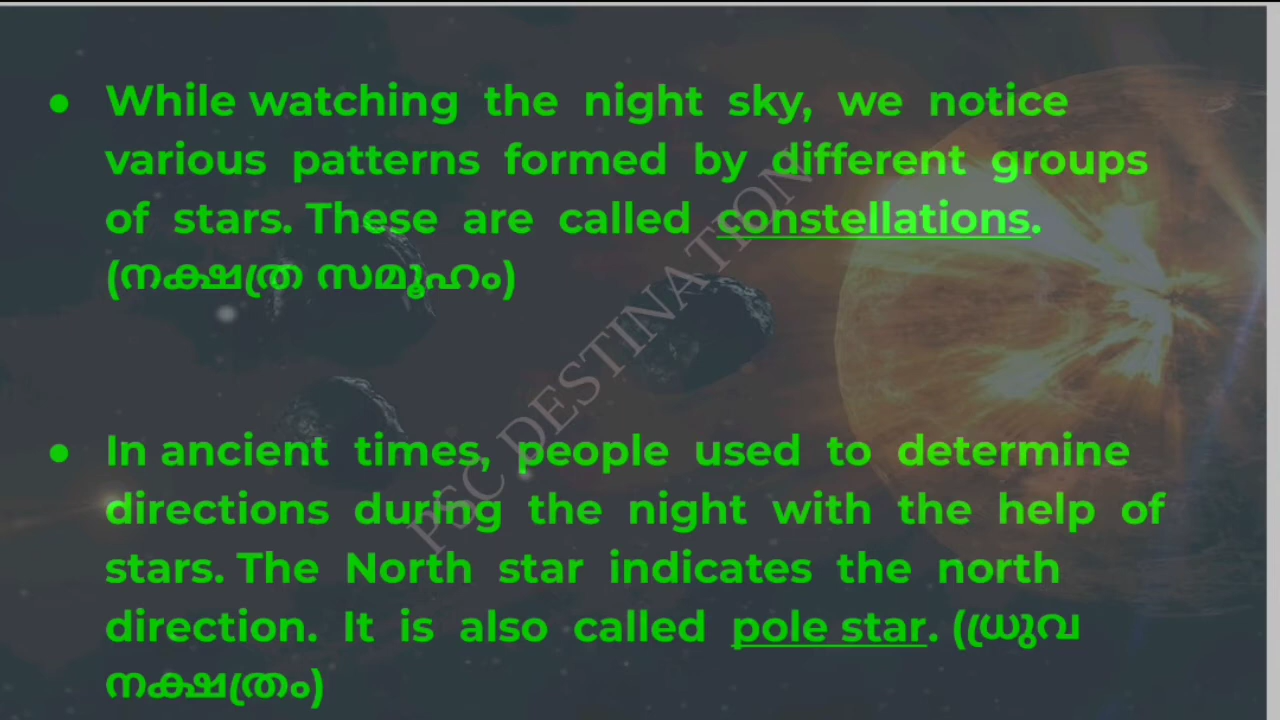 ● While watching the night sky, we notice
various patterns formed by different groups
of stars. These are called constellations.
(നക്ഷത്ര സമൂഹം)
● In ancient times, people used to determine
directions during the night with the help of
stars. The North star indicates the north
direction. It is also called pole star. (ധ്രുവ
നക്ഷത്രം)
PSC DESTINATION